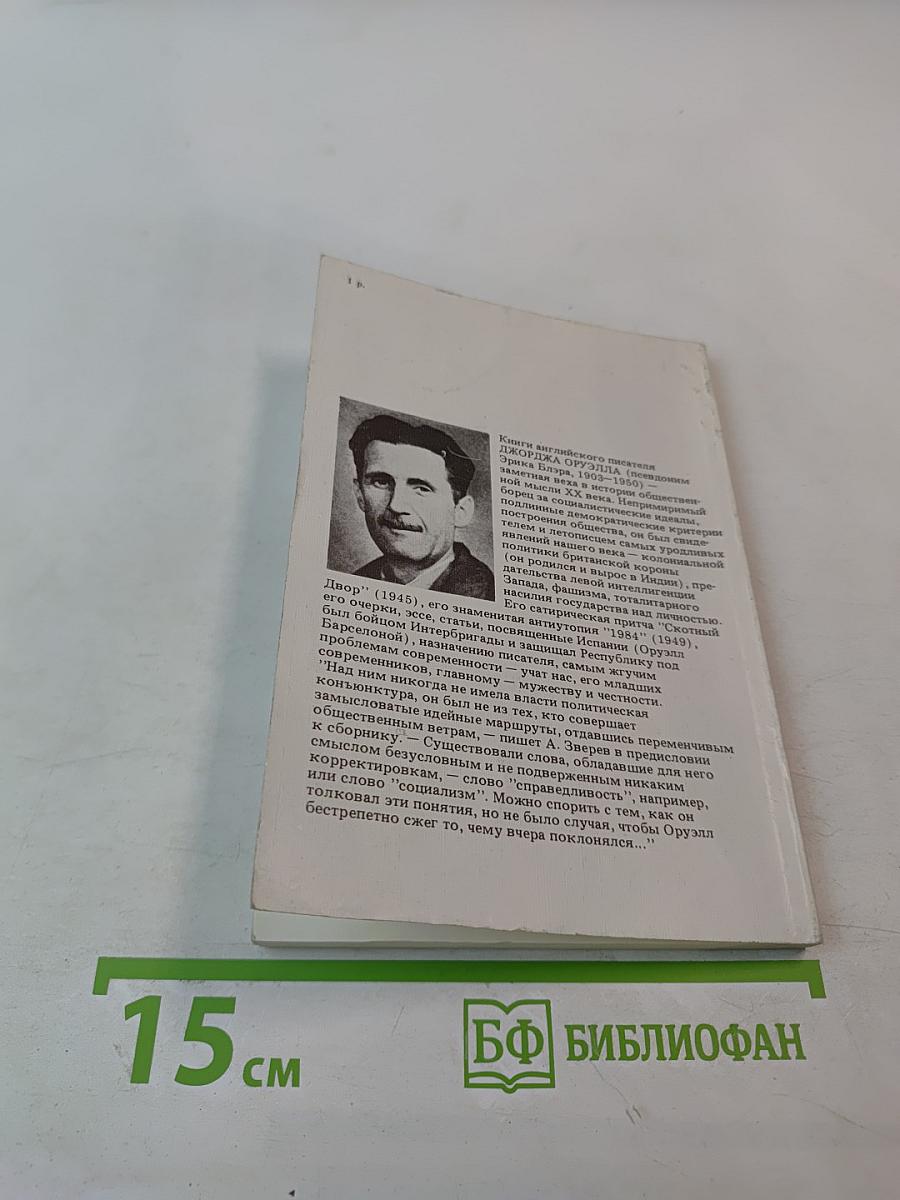 1 р.
Книги английского писателя
ДЖОРДЖА ОРУЭЛЛА (псевдоним
Эрика Блэра, 1903—1950) —
заметная веха в истории обществен-
ной мысли XX века. Непримиримый
борец за социалистические идеалы,
подлинные демократические критерии
построения общества, он был свиде-
телем и летописцем самых уродливых
явлений нашего века — колониальной
политики британской короны
(он родился и вырос в Индии), пре-
дательства левой интеллигенции
Запада, фашизма, тоталитарного
насилия государства над личностью.
Его сатирическая притча "Скотный
Двор" (1945), его знаменитая антиутопия "1984" (1949),
его очерки, эссе, статьи, посвященные Испании (Оруэлл
был бойцом Интербригады и защищал Республику под
Барселоной), назначению писателя, самым жгучим
проблемам современности — учат нас, его младших
современников, главному — мужеству и честности.
"Над ним никогда не имела власти политическая
конъюнктура, он был не из тех, кто совершает
замысловатые идейные маршруты, отдавшись переменчивым
общественным ветрам, — пишет А. Зверев в предисловии
к сборнику. — Существовали слова, обладавшие для него
смыслом безусловным и не подверженным никаким
корректировкам, — слово "справедливость", например,
или слово "социализм". Можно спорить с тем, как он
толковал эти понятия, но не было случая, чтобы Оруэлл
бестрепетно сжег то, чему вчера поклонялся..."
15 см
БФ БИБЛИОФАН